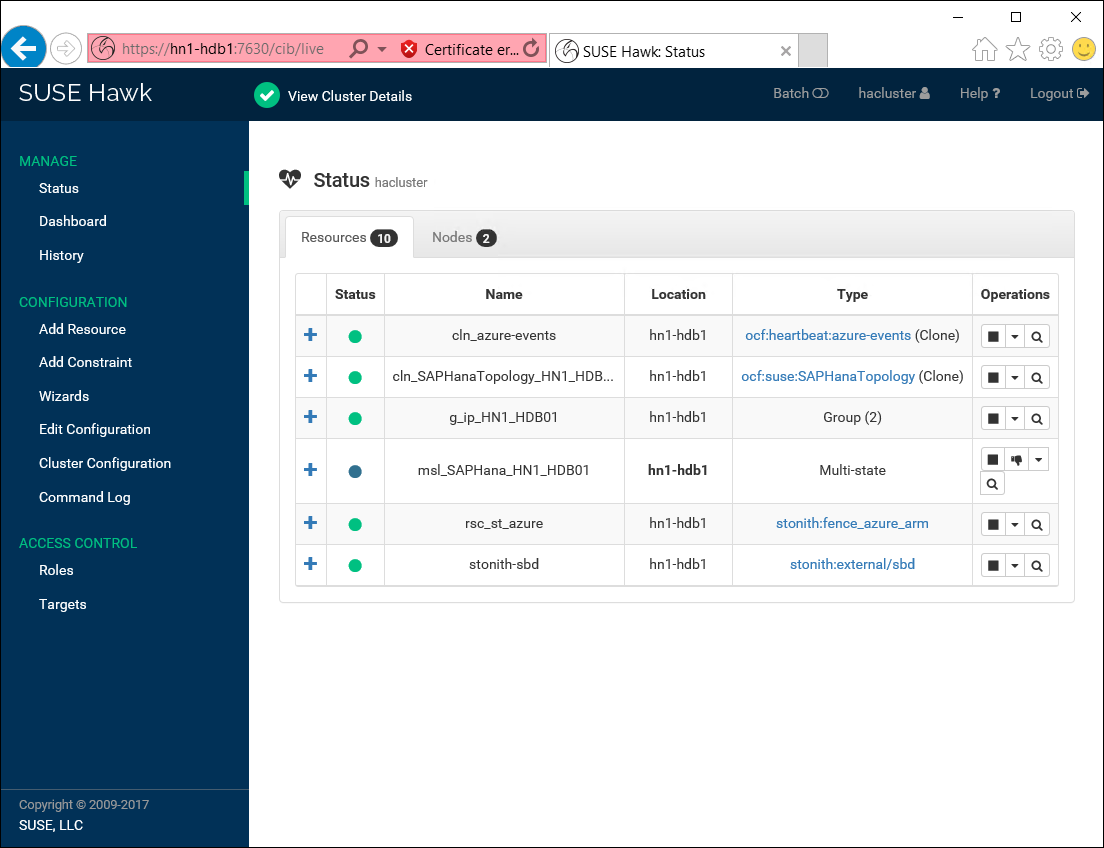 https://hn1-hdb1:7630/cib/live Certificate er... SUSE Hawk: Status
SUSE Hawk View Cluster Details Batch hacluster Help ? Logout
MANAGE
Status
Dashboard
History
CONFIGURATION
Add Resource
Add Constraint
Wizards
Edit Configuration
Cluster Configuration
Command Log
ACCESS CONTROL
Roles
Targets
Copyright © 2009-2017
SUSE, LLC
Status hacluster
Resources 10 Nodes 2
Status Name Location Type Operations
cln_azure-events hn1-hdb1 ocf:heartbeat:azure-events (Clone)
cln_SAPHanaTopology_HN1_HDB... hn1-hdb1 ocf:suse:SAPHanaTopology (Clone)
g_ip_HN1_HDB01 hn1-hdb1 Group (2)
msl_SAPHana_HN1_HDB01 hn1-hdb1 Multi-state
rsc_st_azure hn1-hdb1 stonith:fence_azure_arm
stonith-sbd hn1-hdb1 stonith:external/sbd